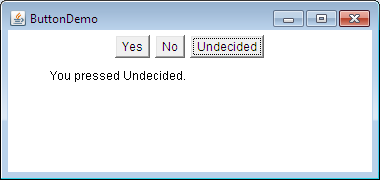 ButtonDemo
Yes No Undecided
You pressed Undecided.